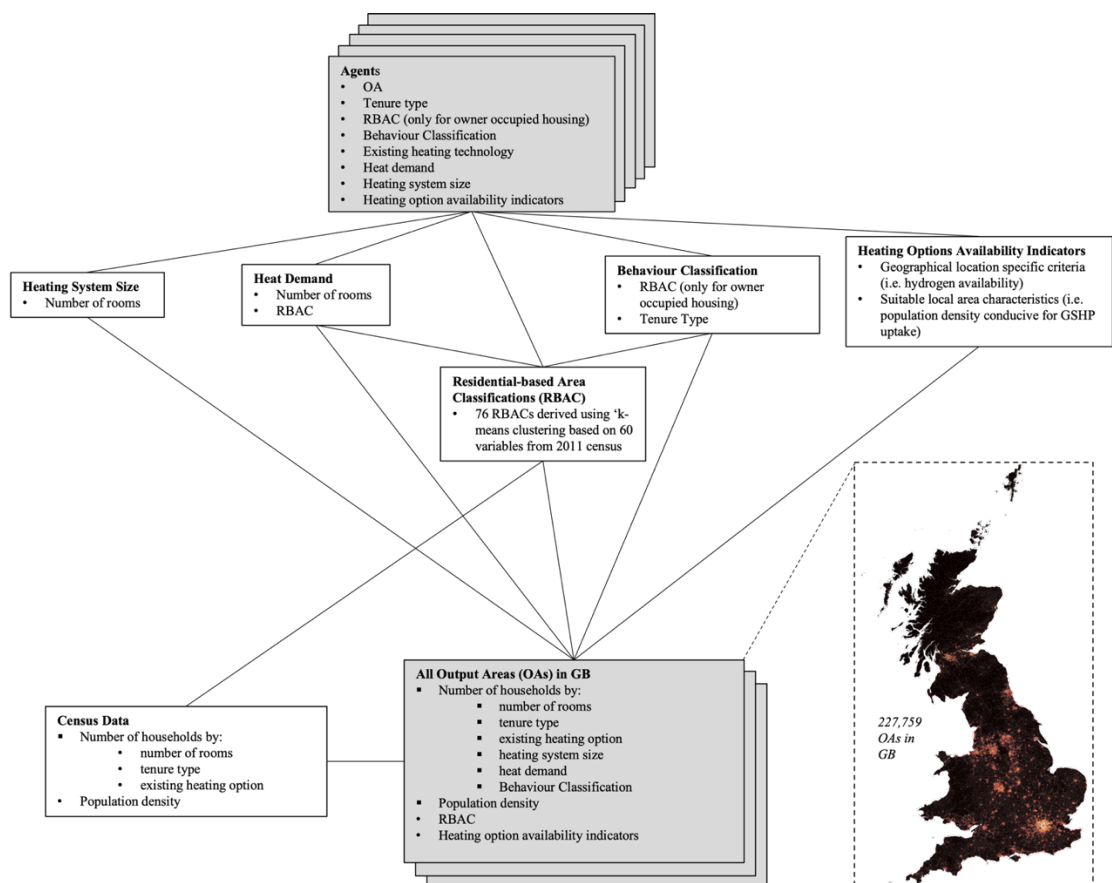 Agents
• OA
• Tenure type
• RBAC (only for owner occupied housing)
• Behaviour Classification
• Existing heating technology
• Heat demand
• Heating system size
• Heating option availability indicators
Heating System Size
• Number of rooms
Heat Demand
• Number of rooms
• RBAC
Behaviour Classification
• RBAC (only for owner
occupied housing)
• Tenure Type
Heating Options Availability Indicators
• Geographical location specific criteria
(i.e. hydrogen availability)
• Suitable local area characteristics (i.e.
population density conducive for GSHP
uptake)
Residential-based Area
Classifications (RBAC)
• 76 RBACs derived using ‘k-
means clustering based on 60
variables from 2011 census
Census Data
▪ Number of households by:
• number of rooms
• tenure type
• existing heating option
• Population density
All Output Areas (OAs) in GB
▪ Number of households by:
▪ number of rooms
▪ tenure type
▪ existing heating option
▪ heating system size
▪ heat demand
▪ Behaviour Classification
▪ Population density
• RBAC
• Heating option availability indicators
227,759
OAs in
GB